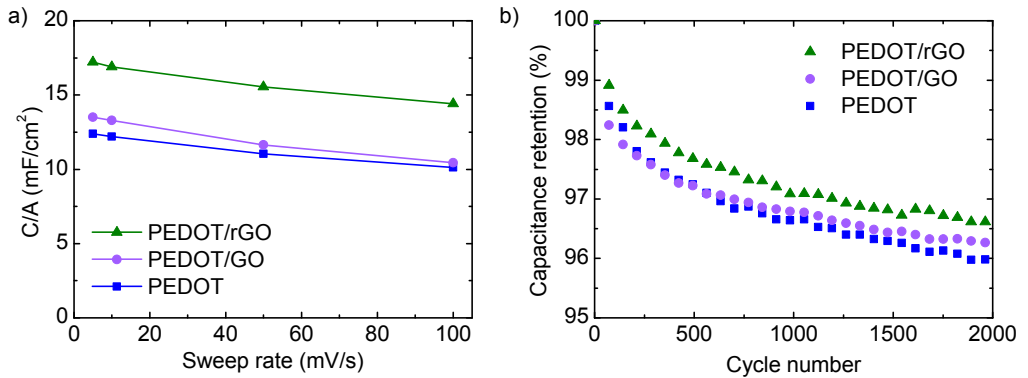 a)
C/A (mF/cm²)
20
15
10
5
0
PEDOT/rGO
PEDOT/GO
PEDOT
0 20 40 60 80 100
Sweep rate (mV/s)
b)
Capacitance retention (%)
100
99
98
97
96
95
PEDOT/rGO
PEDOT/GO
PEDOT
0 500 1000 1500 2000
Cycle number